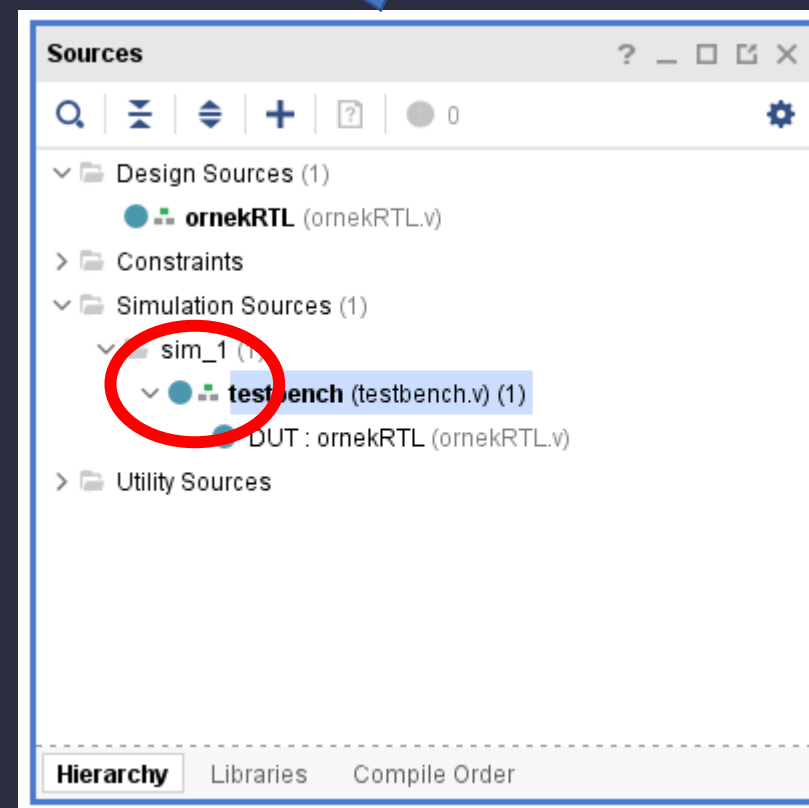 Sources
0
Design Sources (1)
ornekRTL (ornekRTL.v)
Constraints
Simulation Sources (1)
sim_1 (1)
testbench (testbench.v) (1)
DUT : ornekRTL (ornekRTL.v)
Utility Sources
Hierarchy Libraries Compile Order